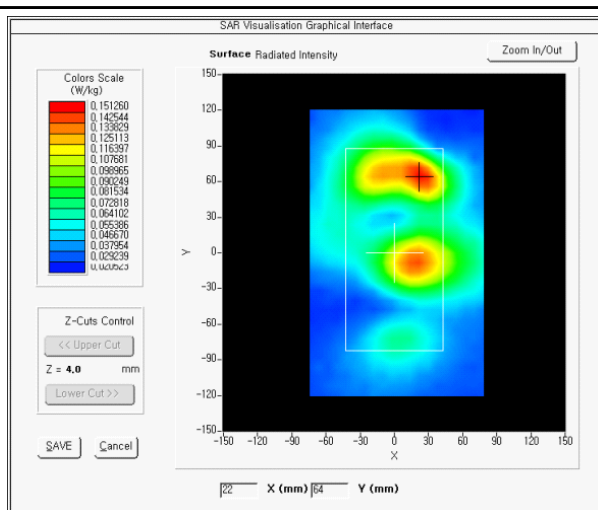 SAR Visualisation Graphical Interface
Surface Radiated Intensity
Zoom In/Out
Colors Scale
(W/kg)
0.151260
0.142544
0.133829
0.125113
0.116397
0.107681
0.098965
0.090249
0.081534
0.072818
0.064102
0.055386
0.046670
0.037954
0.029239
0.020523
Z-Cuts Control
<< Upper Cut
Z = 4.0 mm
Lower Cut >>
SAVE Cancel
150-
120-
90-
60-
30-
0-
-30-
-60-
-90-
-120-
-150-
Y
-150 -120 -90 -60 -30 0 30 60 90 120 150
X
22 X (mm) 64 Y (mm)